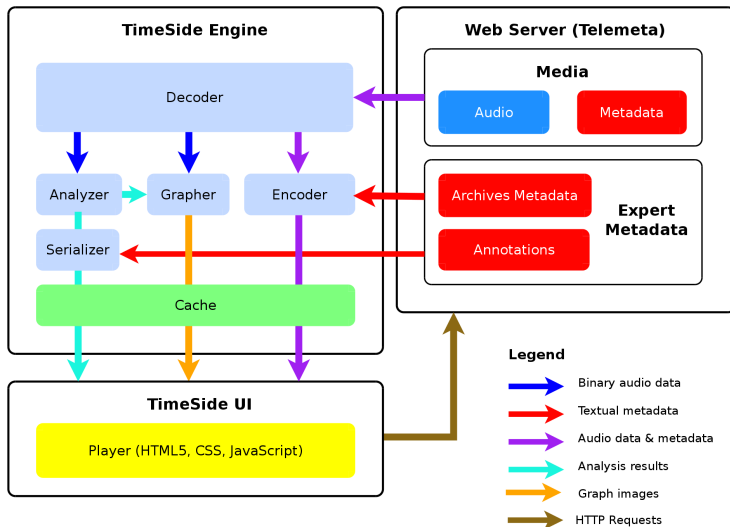 TimeSide Engine
Decoder
Analyzer
Grapher
Encoder
Serializer
Cache
Web Server (Telemeta)
Media
Audio
Metadata
Archives Metadata
Annotations
Expert
Metadata
TimeSide UI
Player (HTML5, CSS, JavaScript)
Legend
Binary audio data
Textual metadata
Audio data & metadata
Analysis results
Graph images
HTTP Requests